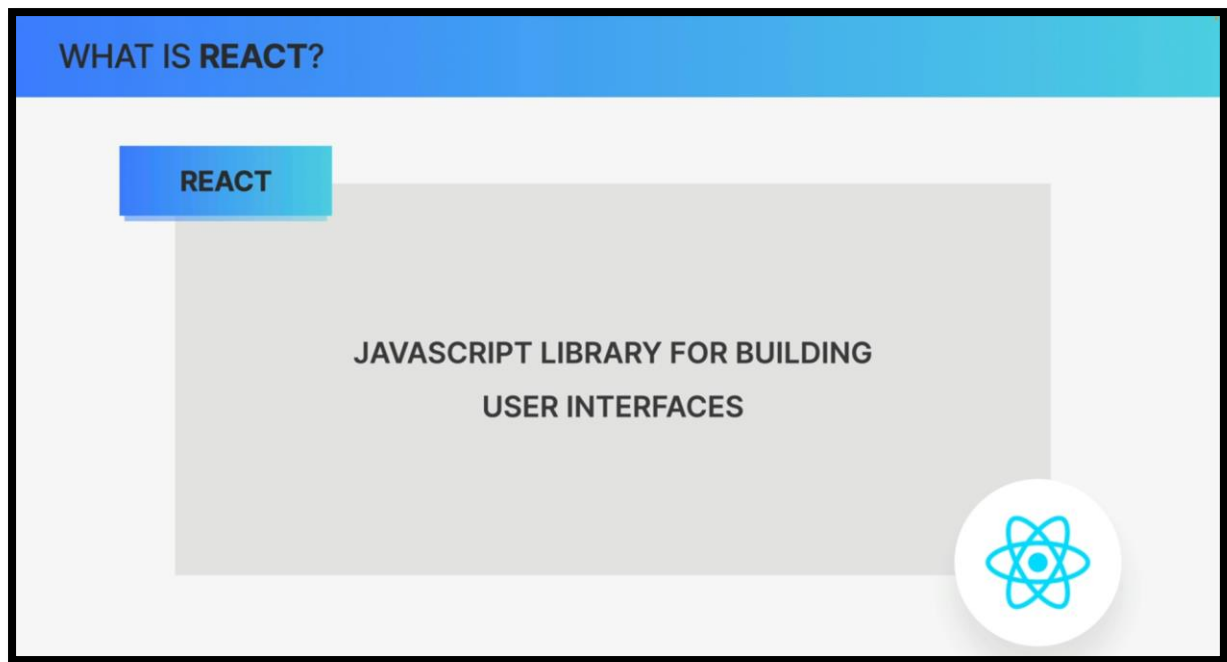 WHAT IS REACT?
REACT
JAVASCRIPT LIBRARY FOR BUILDING
USER INTERFACES